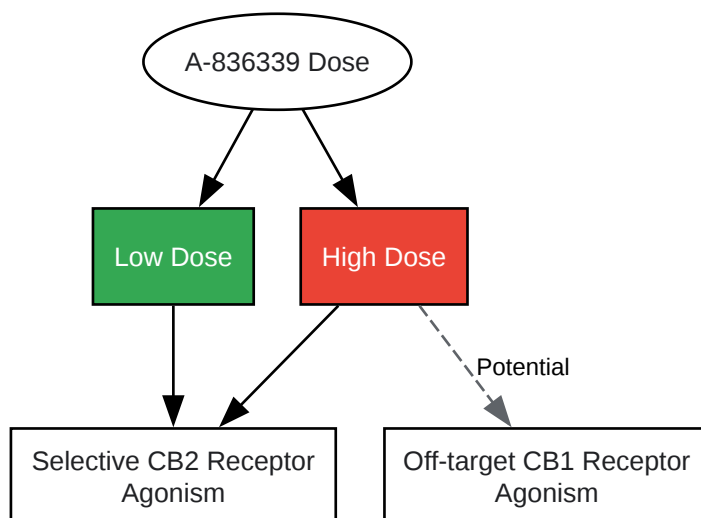 A-836339 Dose
Low Dose
High Dose
Potential
Selective CB2 Receptor
Agonism
Off-target CB1 Receptor
Agonism